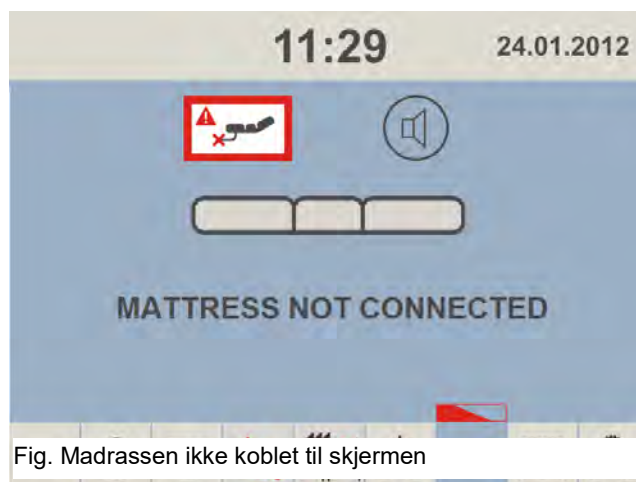 11:29 24.01.2012
MATTRESS NOT CONNECTED
Fig. Madrassen ikke koblet til skjermen